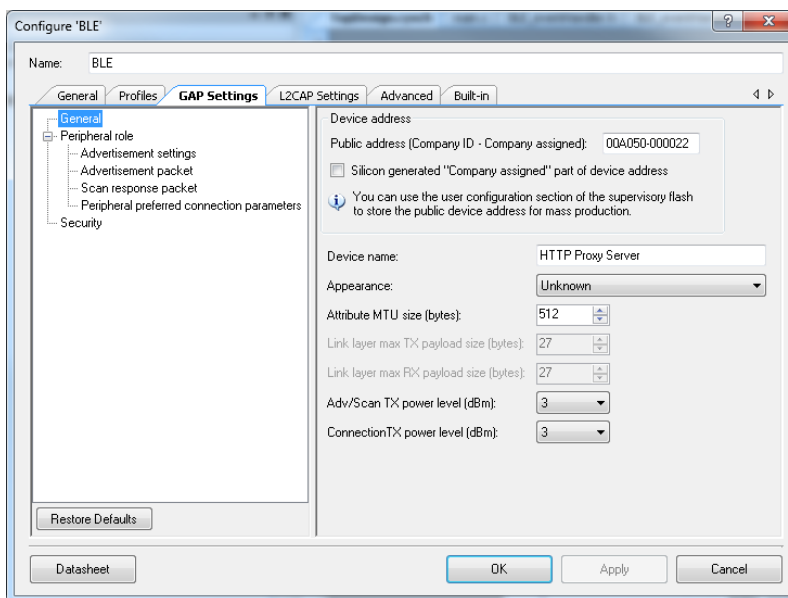 Configure 'BLE'
Name: BLE
General Profiles GAP Settings L2CAP Settings Advanced Built-in
General
Peripheral role
Advertisement settings
Advertisement packet
Scan response packet
Peripheral preferred connection parameters
Security
Restore Defaults
Device address
Public address (Company ID - Company assigned): 00A050-000022
Silicon generated "Company assigned" part of device address
You can use the user configuration section of the supervisory flash
to store the public device address for mass production.
Device name: HTTP Proxy Server
Appearance: Unknown
Attribute MTU size (bytes): 512
Link layer max TX payload size (bytes): 27
Link layer max RX payload size (bytes): 27
Adv/Scan TX power level (dBm): 3
ConnectionTX power level (dBm): 3
Datasheet OK Apply Cancel